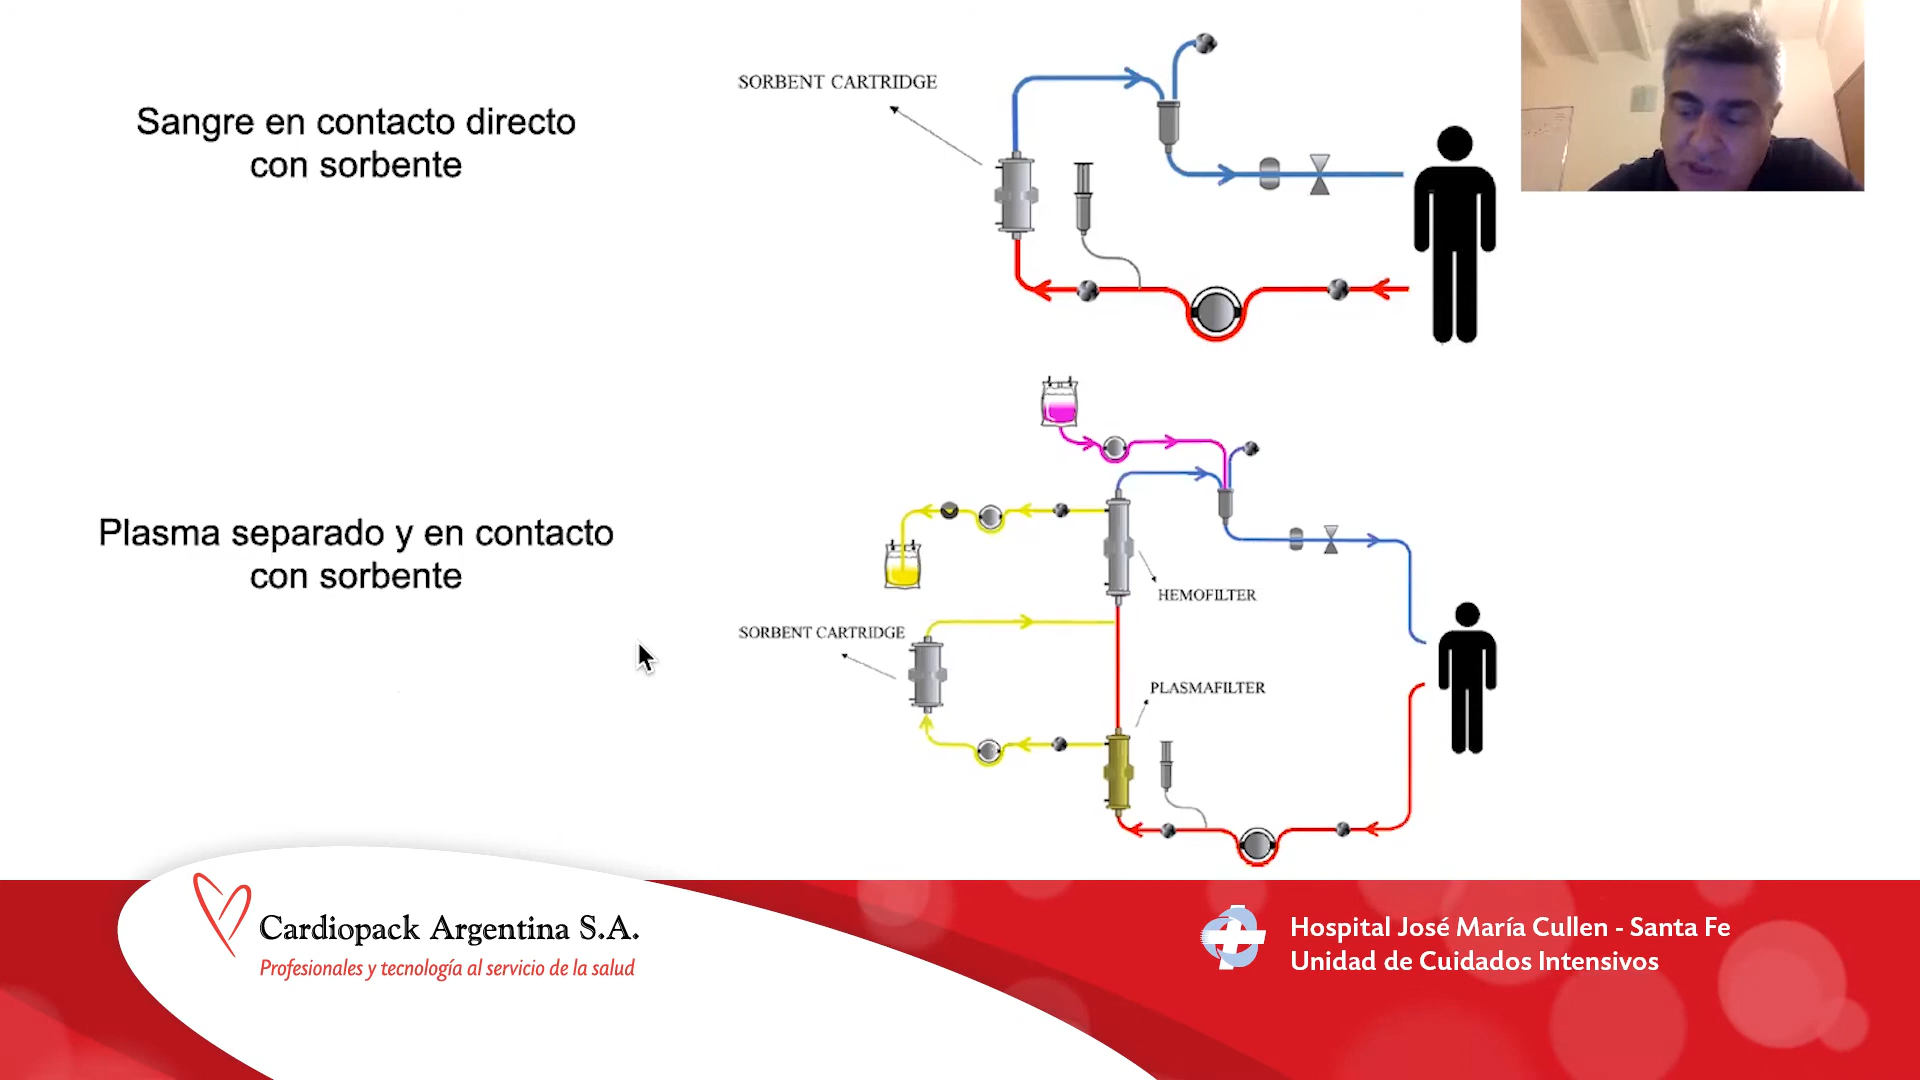 Sangre en contacto directo
con sorbente
SORBENT CARTRIDGE
Plasma separado y en contacto
con sorbente
HEMOFILTER
SORBENT CARTRIDGE
PLASMAFILTER
Cardiopack Argentina S.A.
Profesionales y tecnología al servicio de la salud
Hospital José María Cullen - Santa Fe
Unidad de Cuidados Intensivos